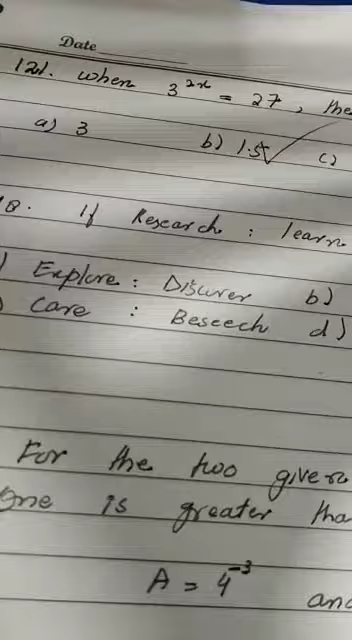 Date
121. when 3^2x = 27, the
a) 3 b) 1.5 c)
8. If Research : learn
) Explore : Discover b)
) Care : Beseech d)
For the two given
One is greater tha
A = 4^-3 and